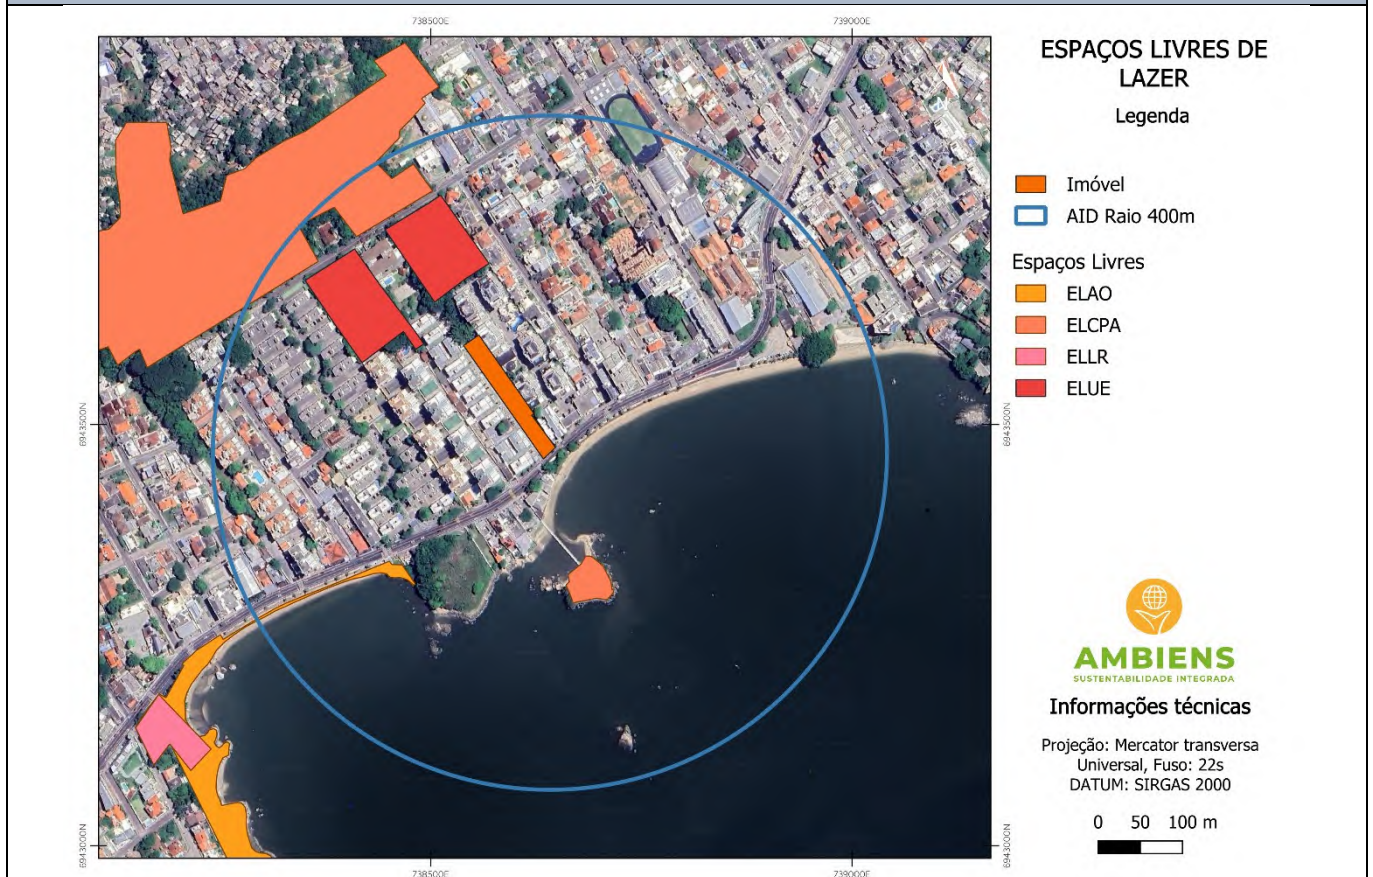 738500E
739000E
ESPAÇOS LIVRES DE
LAZER
Legenda
Imóvel
AID Raio 400m
Espaços Livres
ELAO
ELCPA
ELLR
ELUE
6943500N
6943500N
AMBIENS
SUSTENTABILIDADE INTEGRADA
Informações técnicas
Projeção: Mercator transversa
Universal, Fuso: 22s
DATUM: SIRGAS 2000
0 50 100 m
6943000N
6943000N
738500E
739000E